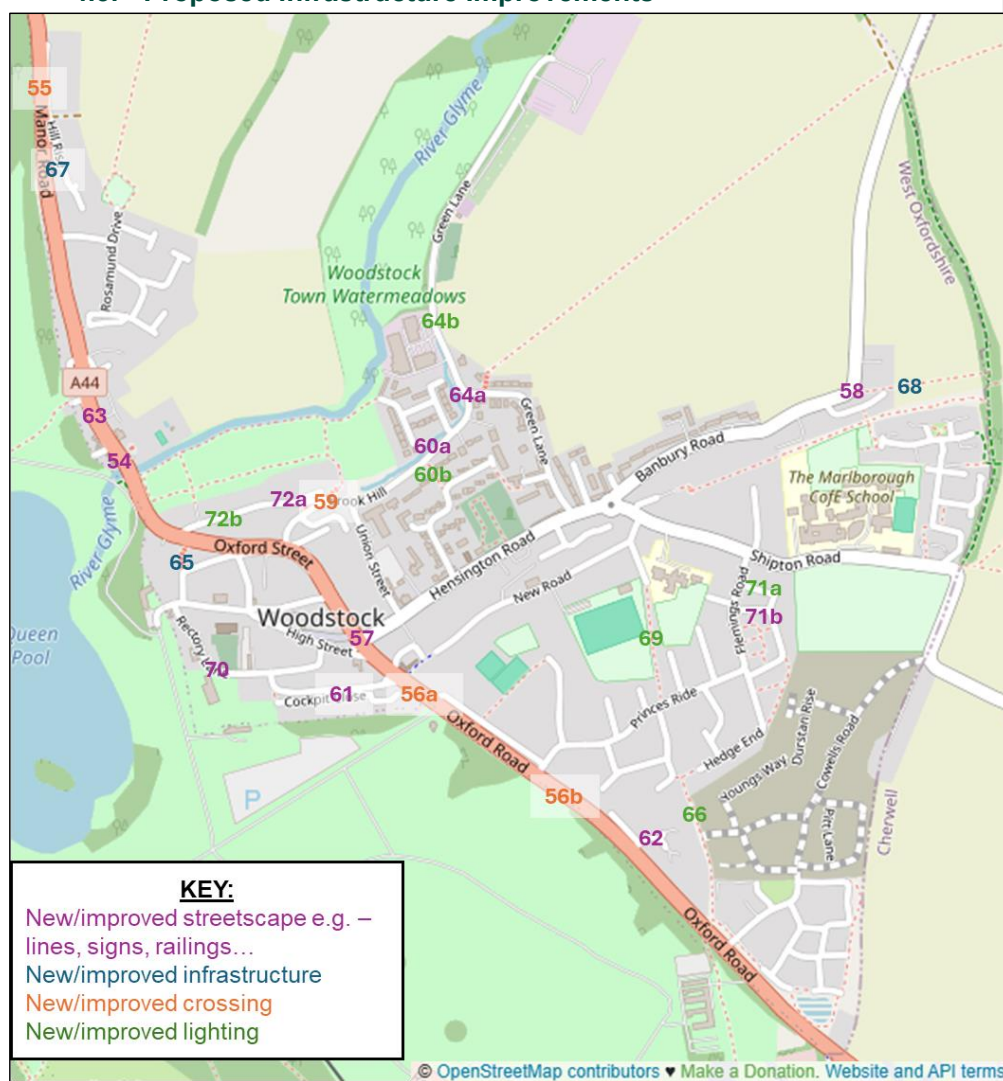 Proposed Infrastructure Improvements
55
Manor Road
Hill Rise
67
Rosamund Drive
A44
63
54
River Glyme
River Glyme
Green Lane
Woodstock
Town Watermeadows
64b
64a
Green Lane
60a
60b
72a
59
Brook Hill
72b
65
Oxford Street
Union Street
Hensington Road
New Road
Banbury Road
58
68
West Oxfordshire
The Marlborough
CofE School
Shipton Road
Flemings Road
71a
71b
69
Woodstock
High Street
57
Rectory
70
Cockpit Close
61
56a
Queen
Pool
P
Oxford Road
56b
Princes Ride
Hedge End
Youngs Way
Durstan Rise
Cowells Road
Pitt Lane
66
62
Cherwell
Oxford Road
KEY:
New/improved streetscape e.g. –
lines, signs, railings…
New/improved infrastructure
New/improved crossing
New/improved lighting
© OpenStreetMap contributors ♥ Make a Donation. Website and API terms